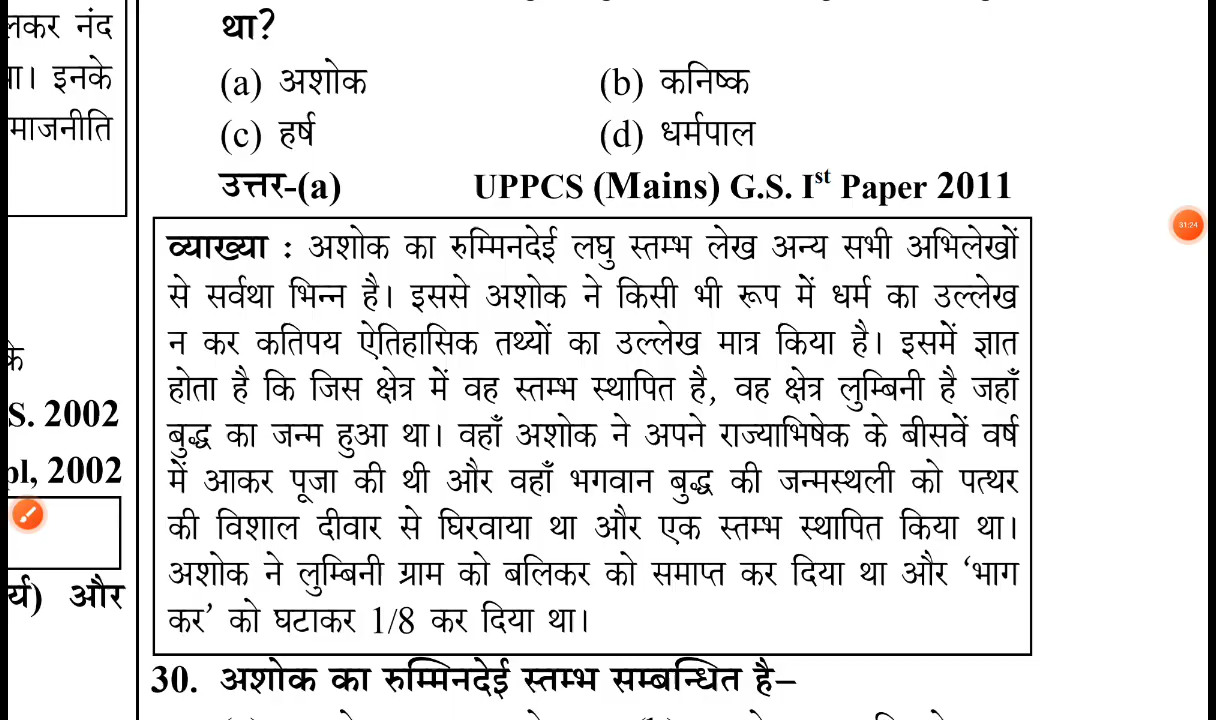 लकर नंद
ा। इनके
माजनीति
के
S. 2002
pl, 2002
र्य) और
था?
(a) अशोक (b) कनिष्क
(c) हर्ष (d) धर्मपाल
उत्तर-(a) UPPCS (Mains) G.S. Ist Paper 2011
व्याख्या : अशोक का रुम्मिनदेई लघु स्तम्भ लेख अन्य सभी अभिलेखों
से सर्वथा भिन्न है। इससे अशोक ने किसी भी रूप में धर्म का उल्लेख
न कर कतिपय ऐतिहासिक तथ्यों का उल्लेख मात्र किया है। इसमें ज्ञात
होता है कि जिस क्षेत्र में वह स्तम्भ स्थापित है, वह क्षेत्र लुम्बिनी है जहाँ
बुद्ध का जन्म हुआ था। वहाँ अशोक ने अपने राज्याभिषेक के बीसवें वर्ष
में आकर पूजा की थी और वहाँ भगवान बुद्ध की जन्मस्थली को पत्थर
की विशाल दीवार से घिरवाया था और एक स्तम्भ स्थापित किया था।
अशोक ने लुम्बिनी ग्राम को बलिकर को समाप्त कर दिया था और ‘भाग
कर’ को घटाकर 1/8 कर दिया था।
30. अशोक का रुम्मिनदेई स्तम्भ सम्बन्धित है–
31:24